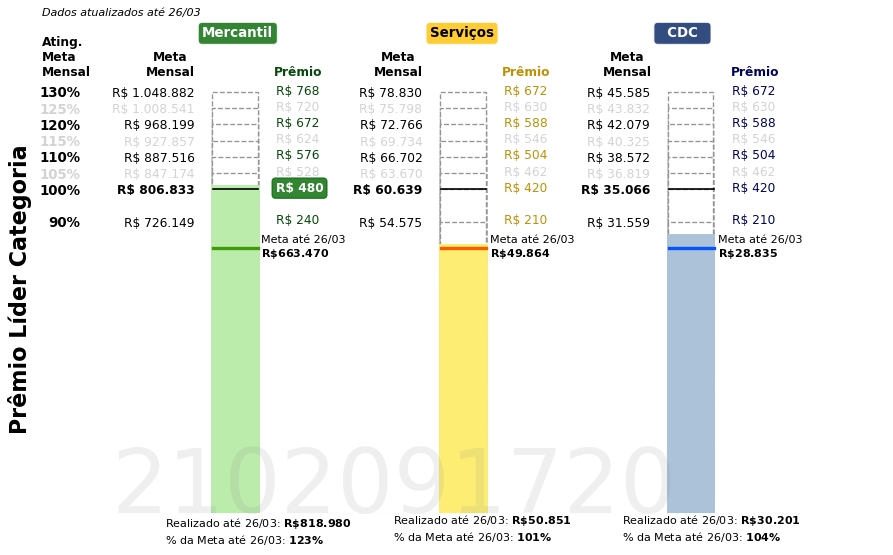 Dados atualizados até 26/03
Mercantil Serviços CDC
Ating.
Meta Meta Meta Meta
Mensal Mensal Prêmio Mensal Prêmio Mensal Prêmio
130% R$ 1.048.882 R$ 768 R$ 78.830 R$ 672 R$ 45.585 R$ 672
125% R$ 1.008.541 R$ 720 R$ 75.798 R$ 630 R$ 43.832 R$ 630
120% R$ 968.199 R$ 672 R$ 72.766 R$ 588 R$ 42.079 R$ 588
115% R$ 927.857 R$ 624 R$ 69.734 R$ 546 R$ 40.325 R$ 546
110% R$ 887.516 R$ 576 R$ 66.702 R$ 504 R$ 38.572 R$ 504
105% R$ 847.174 R$ 528 R$ 63.670 R$ 462 R$ 36.819 R$ 462
100% R$ 806.833 R$ 480 R$ 60.639 R$ 420 R$ 35.066 R$ 420
90% R$ 726.149 R$ 240 R$ 54.575 R$ 210 R$ 31.559 R$ 210
Meta até 26/03 Meta até 26/03 Meta até 26/03
R$663.470 R$49.864 R$28.835
Prêmio Líder Categoria
2102091720
Realizado até 26/03: R$818.980 Realizado até 26/03: R$50.851 Realizado até 26/03: R$30.201
% da Meta até 26/03: 123% % da Meta até 26/03: 101% % da Meta até 26/03: 104%